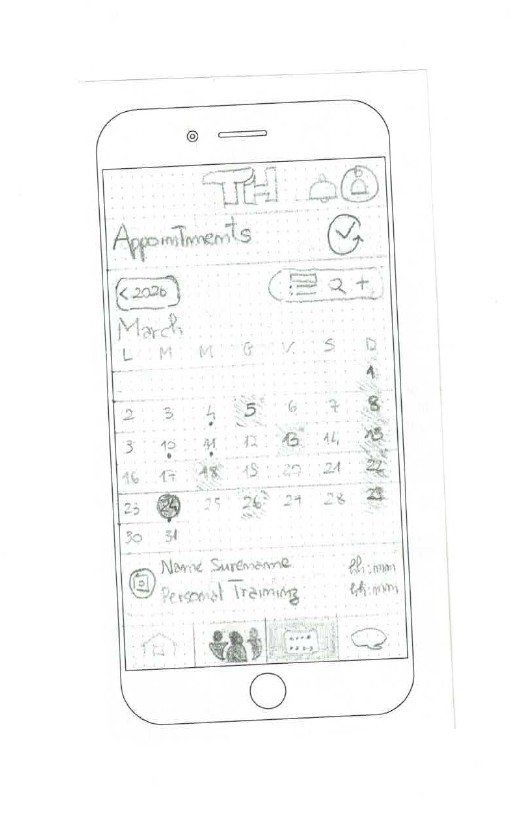 TH
Appointments
< 2026
March
L M M G V S D
1
2 3 4 5 6 7 8
3 10 11 12 13 14 15
16 17 18 19 20 21 22
23 24 25 26 27 28 29
30 31
Name Surename hh:mm
Personal Training hh:mm